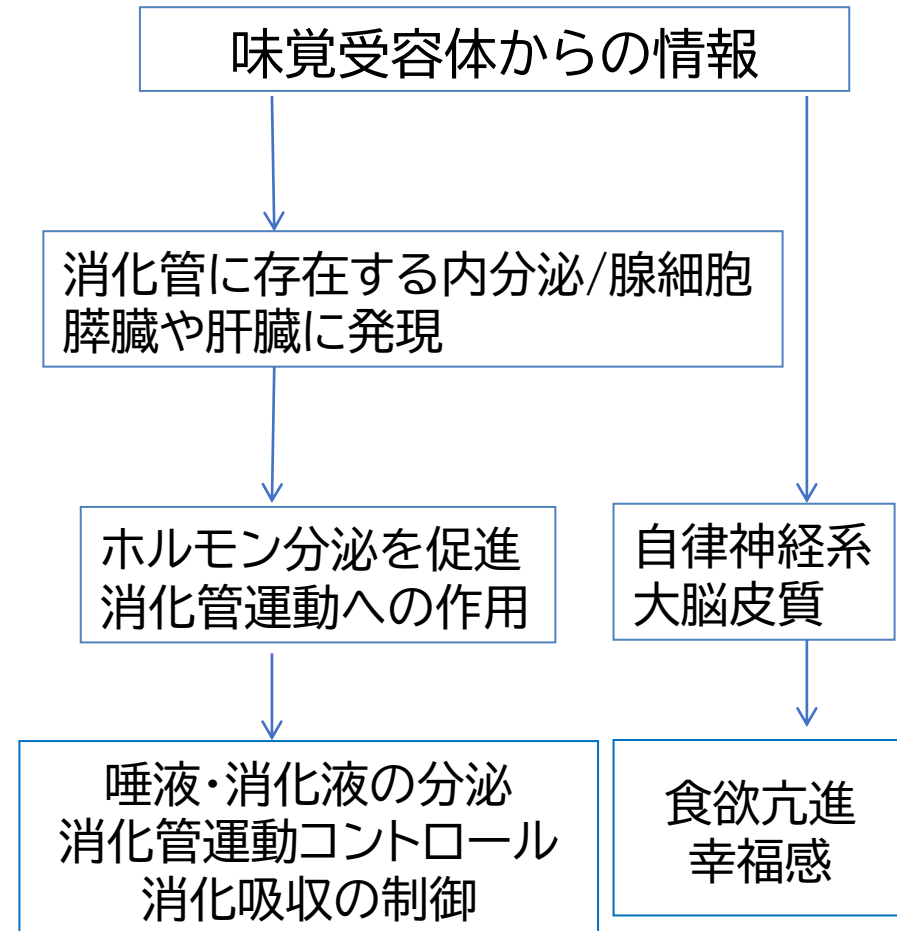 味覚受容体からの情報
消化管に存在する内分泌/腺細胞
膵臓や肝臓に発現
ホルモン分泌を促進
消化管運動への作用
自律神経系
大脳皮質
唾液・消化液の分泌
消化管運動コントロール
消化吸収の制御
食欲亢進
幸福感